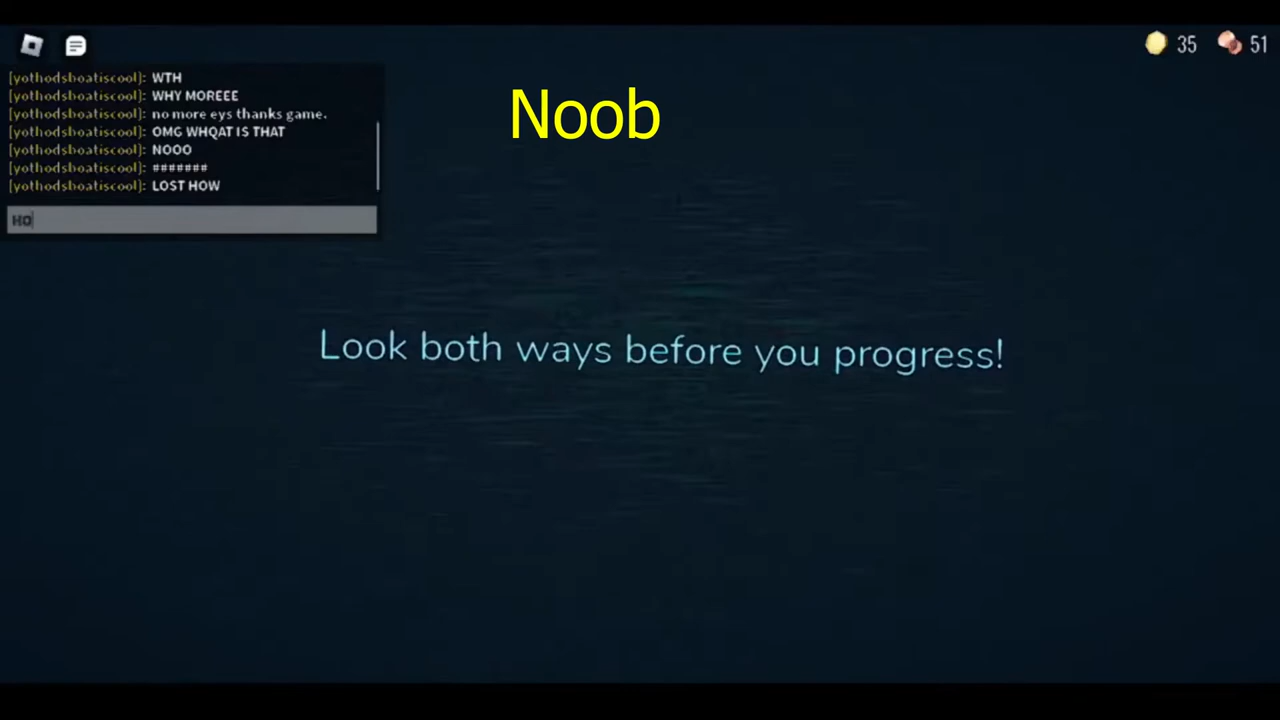 35
51
[yothodsboatiscool]: WTH
[yothodsboatiscool]: WHY MOREEE
[yothodsboatiscool]: no more eys thanks game.
[yothodsboatiscool]: OMG WHQAT IS THAT
[yothodsboatiscool]: NOOO
[yothodsboatiscool]: #######
[yothodsboatiscool]: LOST HOW
HO
Noob
Look both ways before you progress!